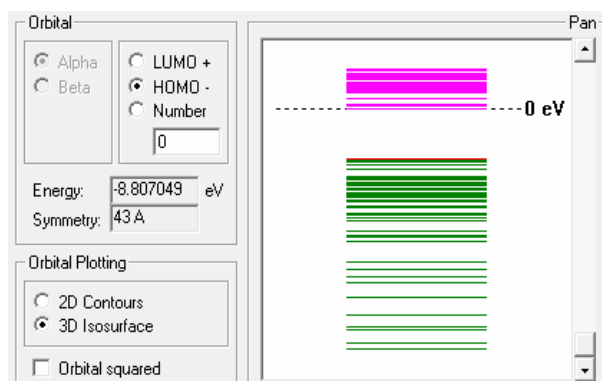 Orbital
Alpha
Beta
LUMO +
HOMO -
Number
0
Energy: -8.807049 eV
Symmetry: 43 A
Orbital Plotting
2D Contours
3D Isosurface
Orbital squared
Pan
0 eV